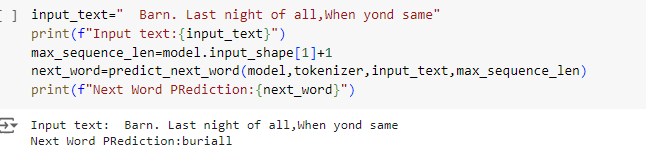 [ ] input_text="  Barn. Last night of all,When yond same"
print(f"Input text:{input_text}")
max_sequence_len=model.input_shape[1]+1
next_word=predict_next_word(model,tokenizer,input_text,max_sequence_len)
print(f"Next Word PRediction:{next_word}")
Input text:  Barn. Last night of all,When yond same
Next Word PRediction:buriall